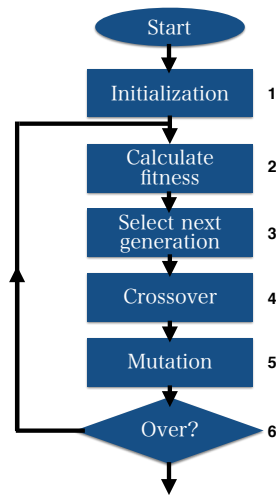 Start
Initialization
1
Calculate
fitness
2
Select next
generation
3
Crossover
4
Mutation
5
Over?
6